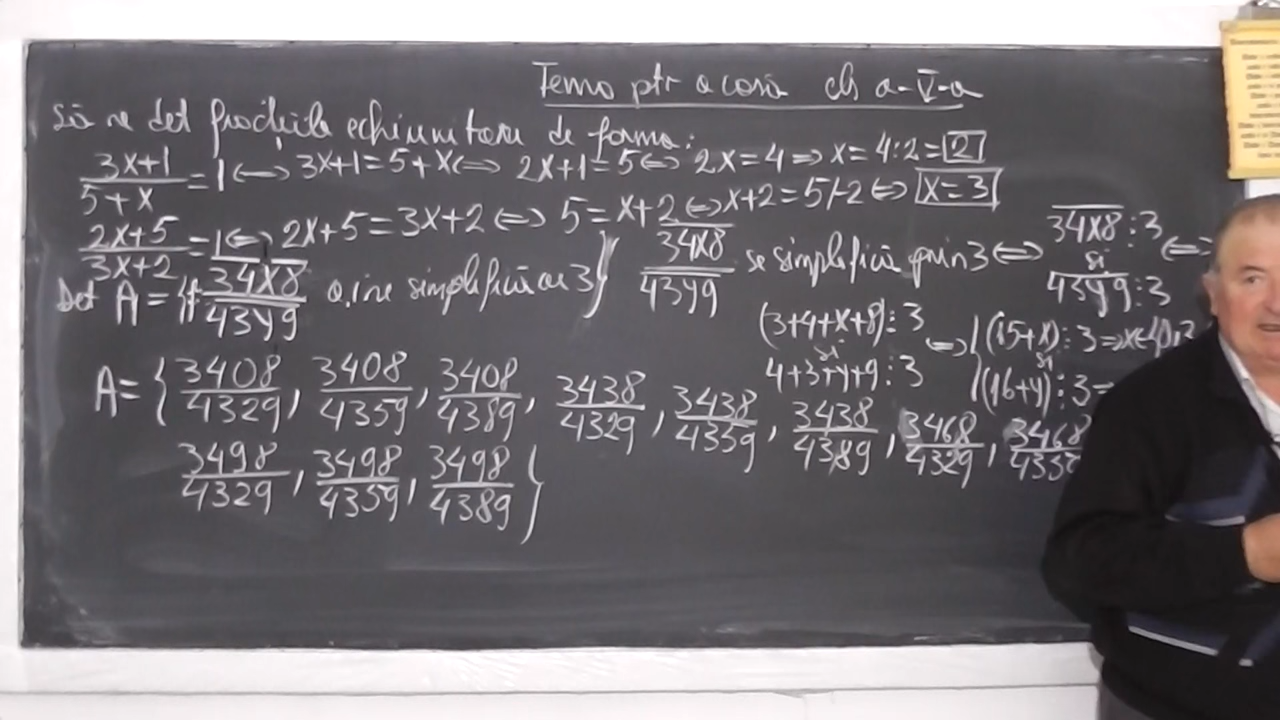 Tema ptr acasă cls a-V-a
Să se det fracțiile echiunitare de forma:
3x+1/5+x = 1 ⟺ 3x+1=5+x ⟺ 2x+1=5 ⟺ 2x=4 ⟹ x=4:2=2
2x+5/3x+2 = 1 ⟺ 2x+5=3x+2 ⟺ 5=x+2 ⟺ x+2=5/-2 ⟺ x=3
Det A={f 34x8/43y9 se simplifică 3} 34x8/43y9 se simplifică prin 3 ⟺ 34x8⋮3 și 43y9⋮3 ⟺
(3+4+x+8)⋮3 și 4+3+y+9⋮3 ⟺ { (15+x)⋮3 ⟹ x∈{0,3 și (16+y)⋮3 ⟹
A={3408/4329, 3408/4359, 3408/4389, 3438/4329, 3438/4359, 3438/4389, 3468/4329, 3468/4359
3498/4329, 3498/4359, 3498/4389}